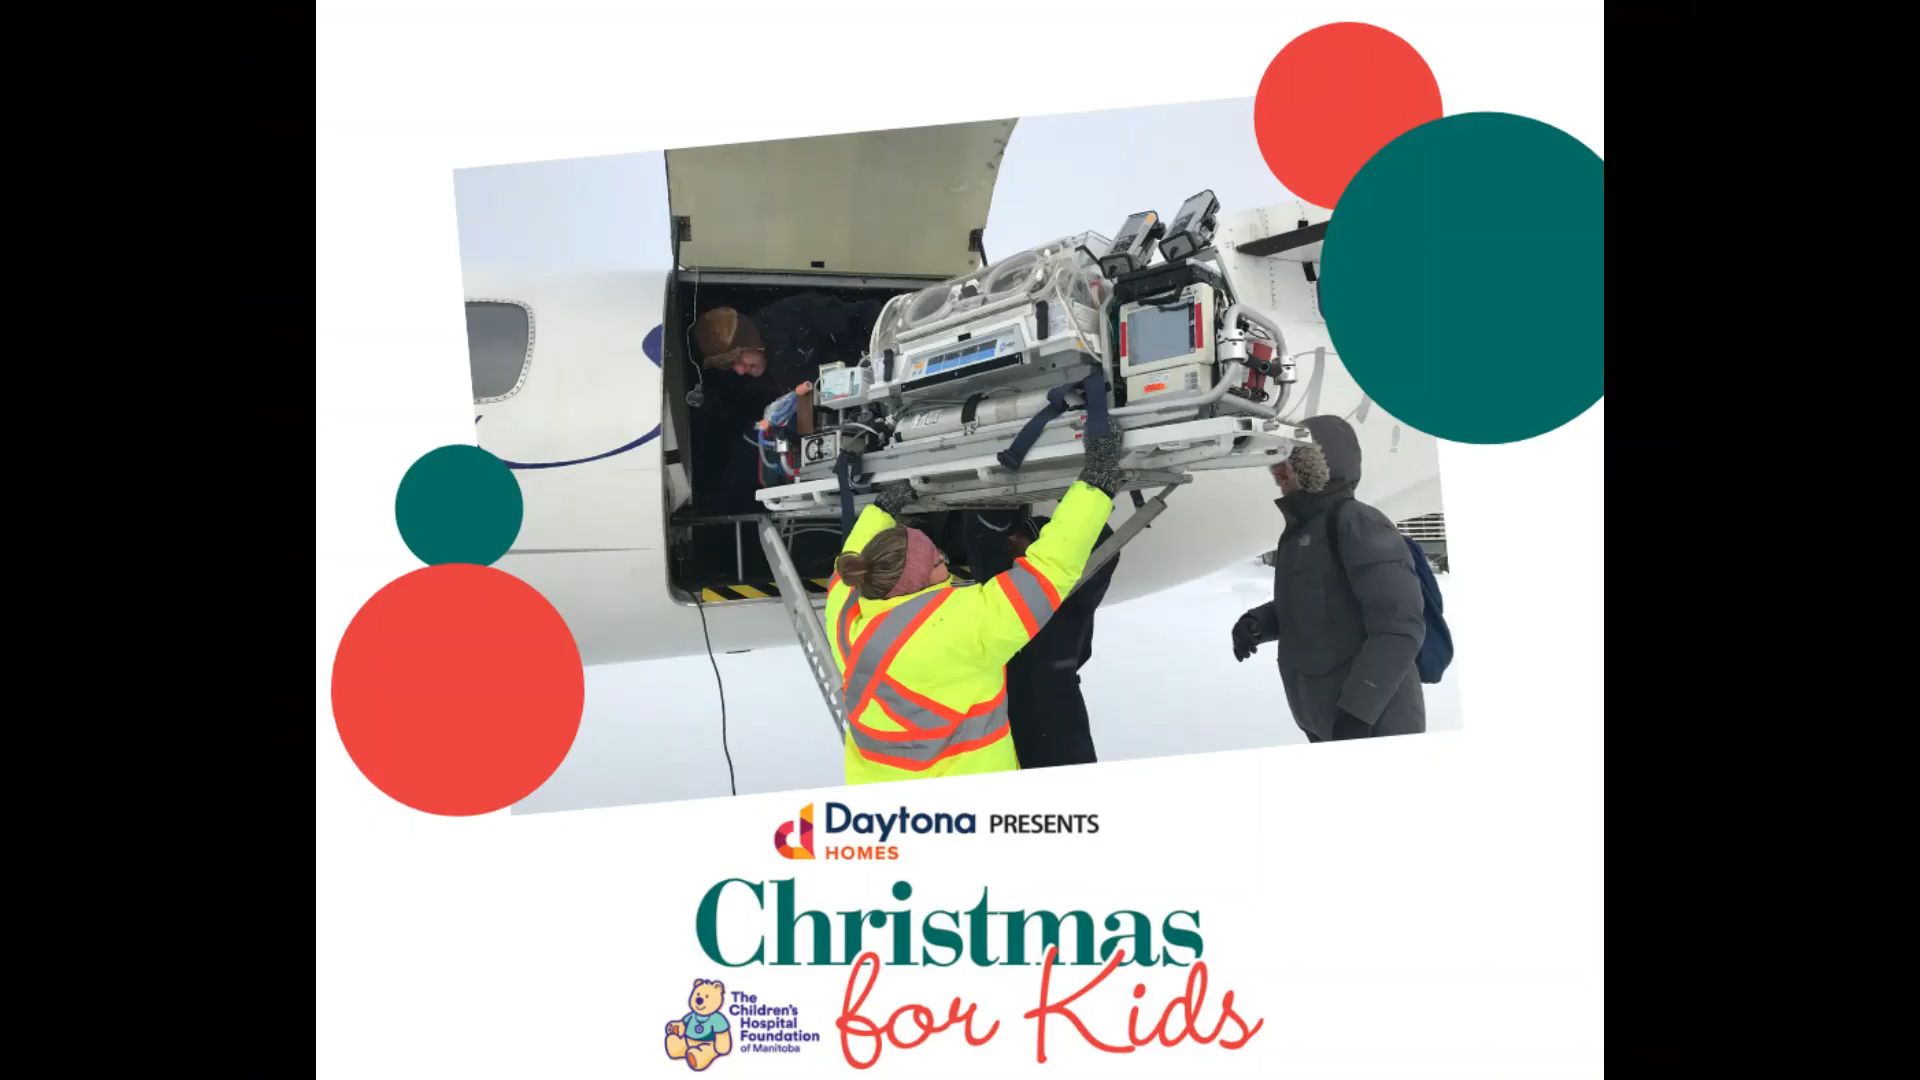 Daytona PRESENTS
HOMES
Christmas
for Kids
The
Children's
Hospital
Foundation
of Manitoba